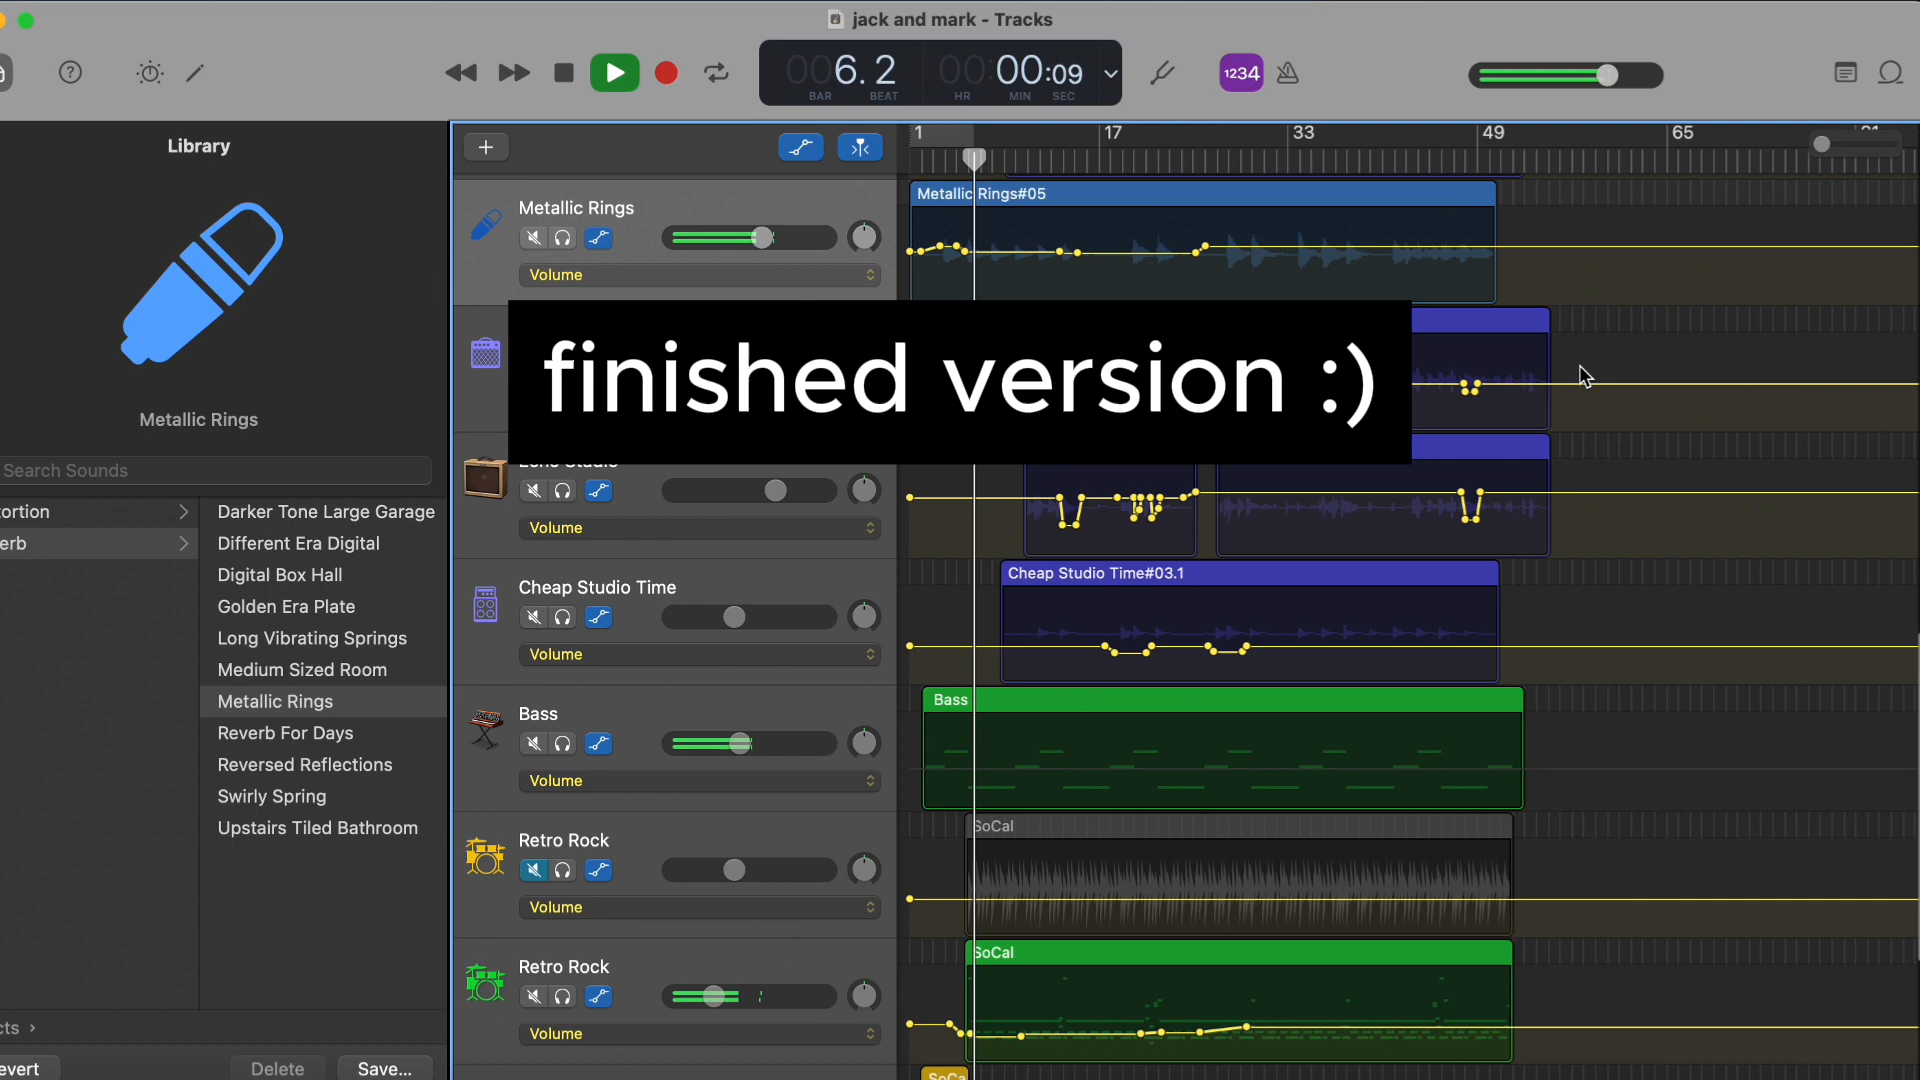 jack and mark - Tracks
006.2
00:00:09
BAR BEAT HR MIN SEC
1234
Library
1 17 33 49 65
Metallic Rings
Volume
Metallic Rings#05
finished version :)
Metallic Rings
Search Sounds
Volume
ortion
erb
Darker Tone Large Garage
Different Era Digital
Digital Box Hall
Golden Era Plate
Long Vibrating Springs
Medium Sized Room
Metallic Rings
Reverb For Days
Reversed Reflections
Swirly Spring
Upstairs Tiled Bathroom
Cheap Studio Time
Volume
Cheap Studio Time#03.1
Bass
Volume
Bass
Retro Rock
Volume
SoCal
Retro Rock
Volume
SoCal
SoCa
cts
evert
Delete
Save...